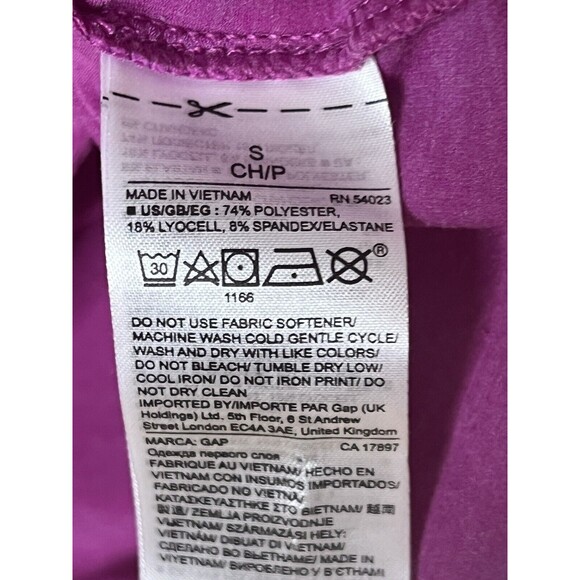 S
CH/P
MADE IN VIETNAM RN 54023
■ US/GB/EG : 74% POLYESTER,
18% LYOCELL, 8% SPANDEX/ELASTANE
30 ®
1166
DO NOT USE FABRIC SOFTENER/
MACHINE WASH COLD GENTLE CYCLE/
WASH AND DRY WITH LIKE COLORS/
DO NOT BLEACH/ TUMBLE DRY LOW/
COOL IRON/ DO NOT IRON PRINT/ DO
NOT DRY CLEAN
IMPORTED BY/IMPORTE PAR Gap (UK
Holdings) Ltd. 5th Floor, 6 St Andrew
Street London EC4A 3AE, United Kingdom
MARCA: GAP CA 17897
Одежда первого слоя
FABRIQUE AU VIETNAM/ HECHO EN
VIETNAM CON INSUMOS IMPORTADOS/
FABRICADO NO VIETNÃ/
ΚΑΤΑΣΚΕΥΑΣΤΗΚΕ ΣΤΟ ΒΙΕΤΝΑΜ/ 越南
製造/ ZEMLJA PROIZVODNJE
VIJETNAM/ SZÁRMAZÁSI HELY:
VIETNÁM/ DIBUAT DI VIETNAM/
СДЕЛАНО ВО ВЬЕТНАМЕ/ MADE IN
VIYETNAM/ ВИРОБЛЕНО У В'ЄТНАМІ